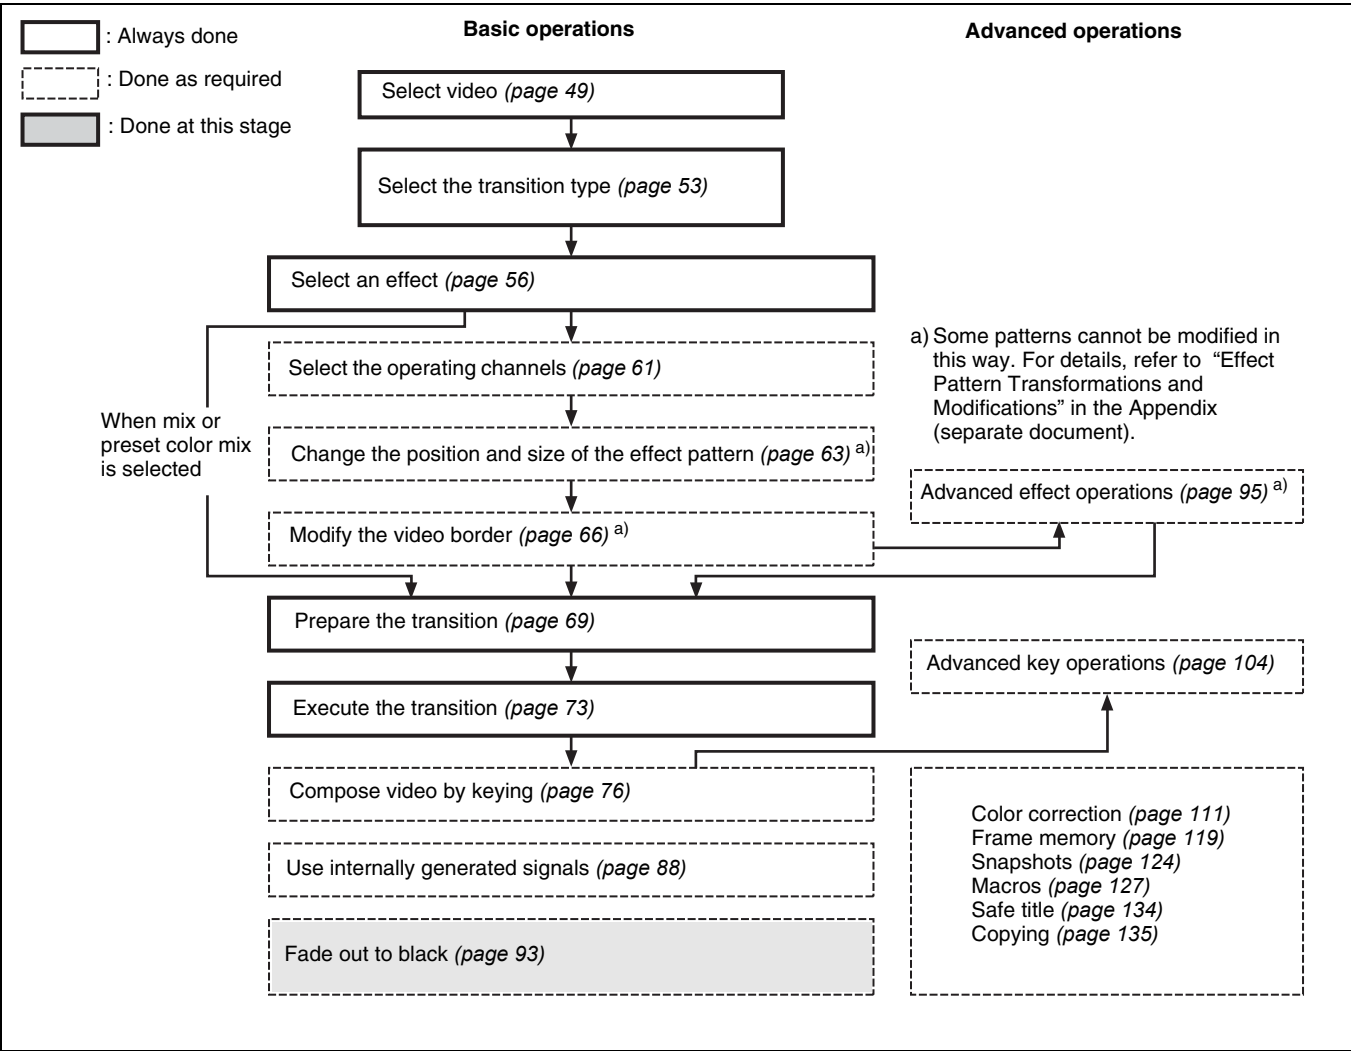 : Always done
: Done as required
: Done at this stage
Basic operations
Advanced operations
Select video (page 49)
Select the transition type (page 53)
Select an effect (page 56)
Select the operating channels (page 61)
When mix or
preset color mix
is selected
Change the position and size of the effect pattern (page 63) a)
Modify the video border (page 66) a)
a) Some patterns cannot be modified in
this way. For details, refer to “Effect
Pattern Transformations and
Modifications” in the Appendix
(separate document).
Advanced effect operations (page 95) a)
Prepare the transition (page 69)
Execute the transition (page 73)
Advanced key operations (page 104)
Compose video by keying (page 76)
Use internally generated signals (page 88)
Fade out to black (page 93)
Color correction (page 111)
Frame memory (page 119)
Snapshots (page 124)
Macros (page 127)
Safe title (page 134)
Copying (page 135)